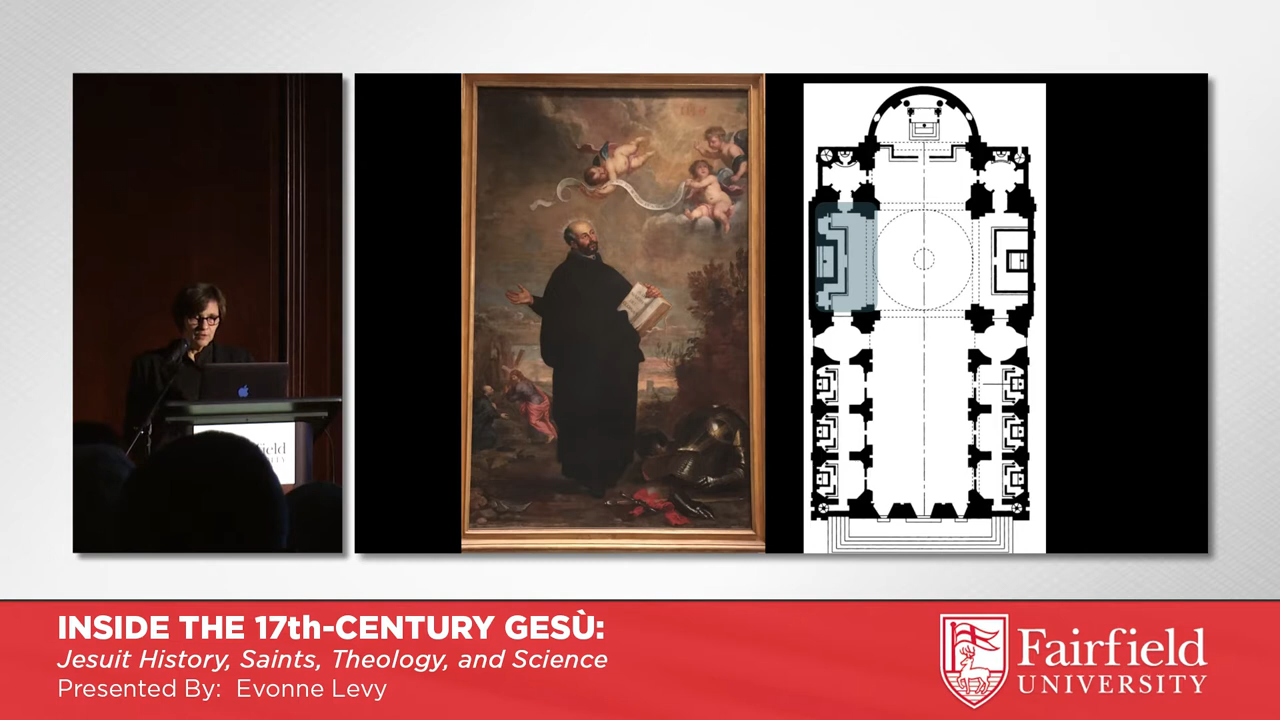 INSIDE THE 17th-CENTURY GESÙ:
Jesuit History, Saints, Theology, and Science
Presented By: Evonne Levy
Fairfield
UNIVERSITY